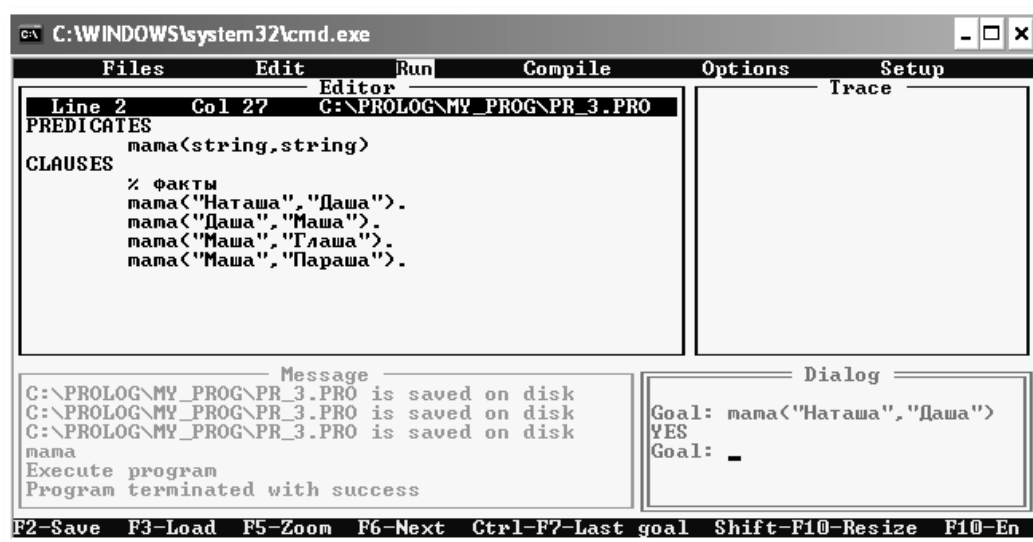 C:\WINDOWS\system32\cmd.exe
Files Edit Run Compile Options Setup
Editor
Line 2 Col 27 C:\PROLOG\MY_PROG\PR_3.PRO
PREDICATES
mama(string,string)
CLAUSES
% факты
mama("Наташа","Даша").
mama("Даша","Маша").
mama("Маша","Глаша").
mama("Маша","Параша").
Trace
Message
C:\PROLOG\MY_PROG\PR_3.PRO is saved on disk
C:\PROLOG\MY_PROG\PR_3.PRO is saved on disk
C:\PROLOG\MY_PROG\PR_3.PRO is saved on disk
mama
Execute program
Program terminated with success
Dialog
Goal: mama("Наташа","Даша")
YES
Goal: _
F2-Save F3-Load F5-Zoom F6-Next Ctrl-F7-Last goal Shift-F10-Resize F10-En